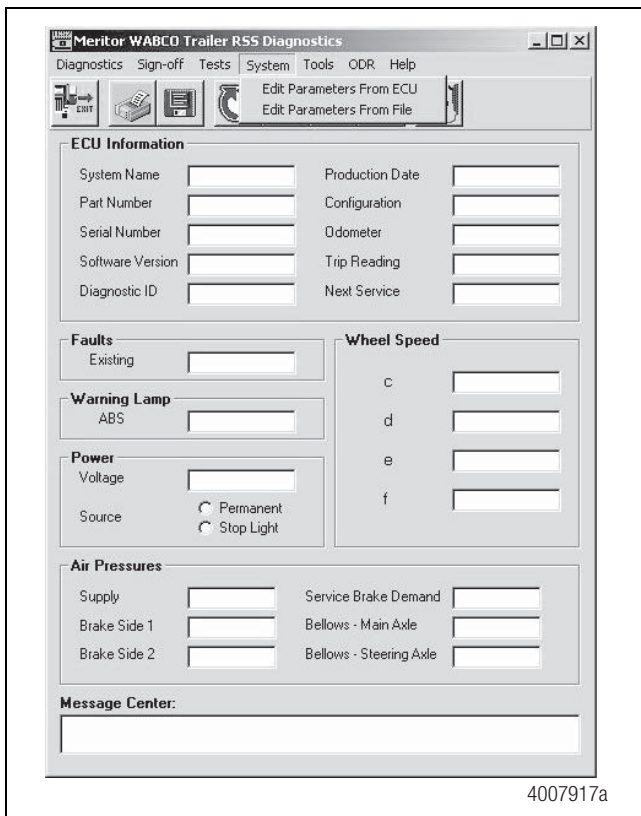 Meritor WABCO Trailer RSS Diagnostics
Diagnostics Sign-off Tests System Tools ODR Help
Edit Parameters From ECU
Edit Parameters From File
EXIT
ECU Information
System Name
Production Date
Part Number
Configuration
Serial Number
Odometer
Software Version
Trip Reading
Diagnostic ID
Next Service
Faults
Existing
Warning Lamp
ABS
Power
Voltage
Source
Permanent
Stop Light
Wheel Speed
c
d
e
f
Air Pressures
Supply
Service Brake Demand
Brake Side 1
Bellows - Main Axle
Brake Side 2
Bellows - Steering Axle
Message Center:
4007917a